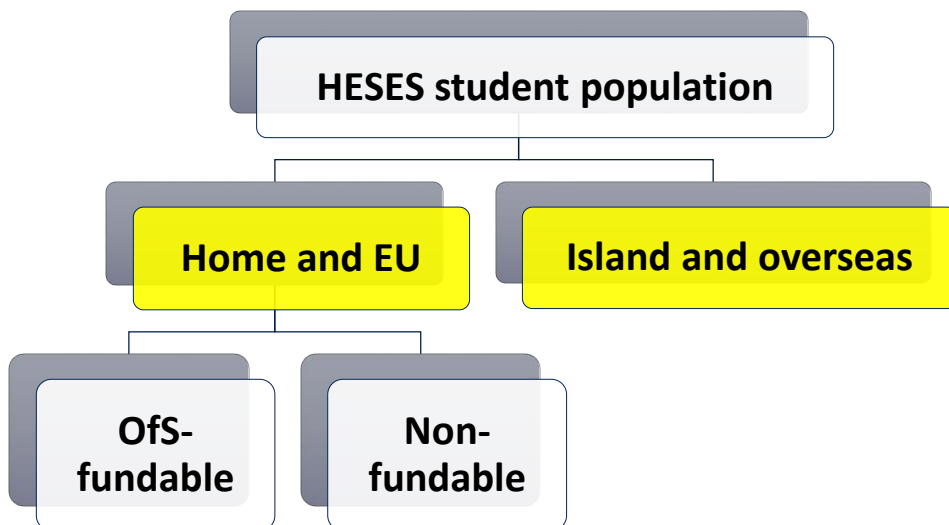 HESES student population
Home and EU
Island and overseas
OfS-
fundable
Non-
fundable